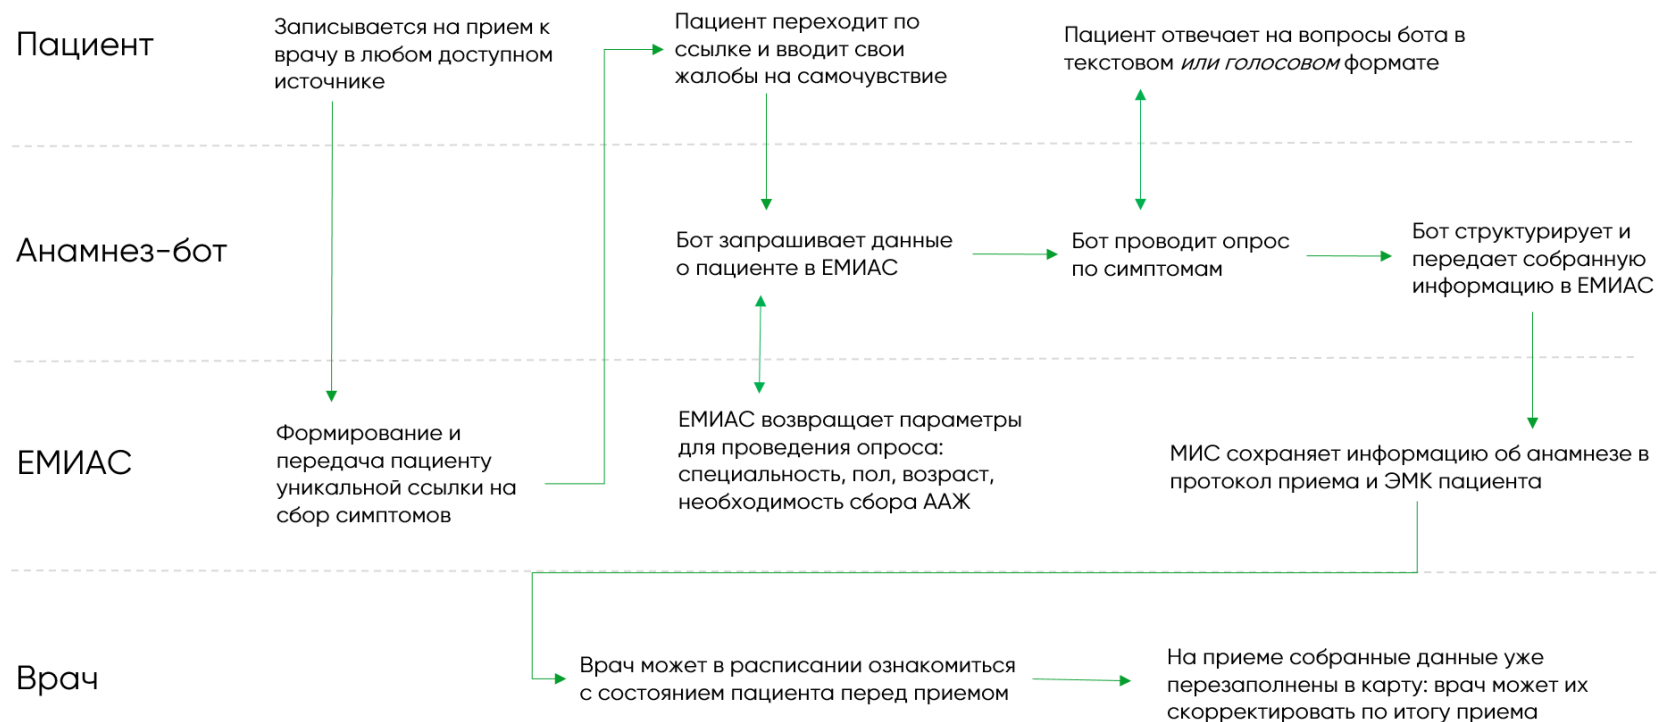 Пациент
Записывается на прием к
врачу в любом доступном
источнике
Пациент переходит по
ссылке и вводит свои
жалобы на самочувствие
Пациент отвечает на вопросы бота в
текстовом или голосовом формате
Анамнез-бот
Бот запрашивает данные
о пациенте в ЕМИАС
Бот проводит опрос
по симптомам
Бот структурирует и
передает собранную
информацию в ЕМИАС
ЕМИАС
Формирование и
передача пациенту
уникальной ссылки на
сбор симптомов
ЕМИАС возвращает параметры
для проведения опроса:
специальность, пол, возраст,
необходимость сбора ААЖ
МИС сохраняет информацию об анамнезе в
протокол приема и ЭМК пациента
Врач
Врач может в расписании ознакомиться
с состоянием пациента перед приемом
На приеме собранные данные уже
перезаполнены в карту: врач может их
скорректировать по итогу приема